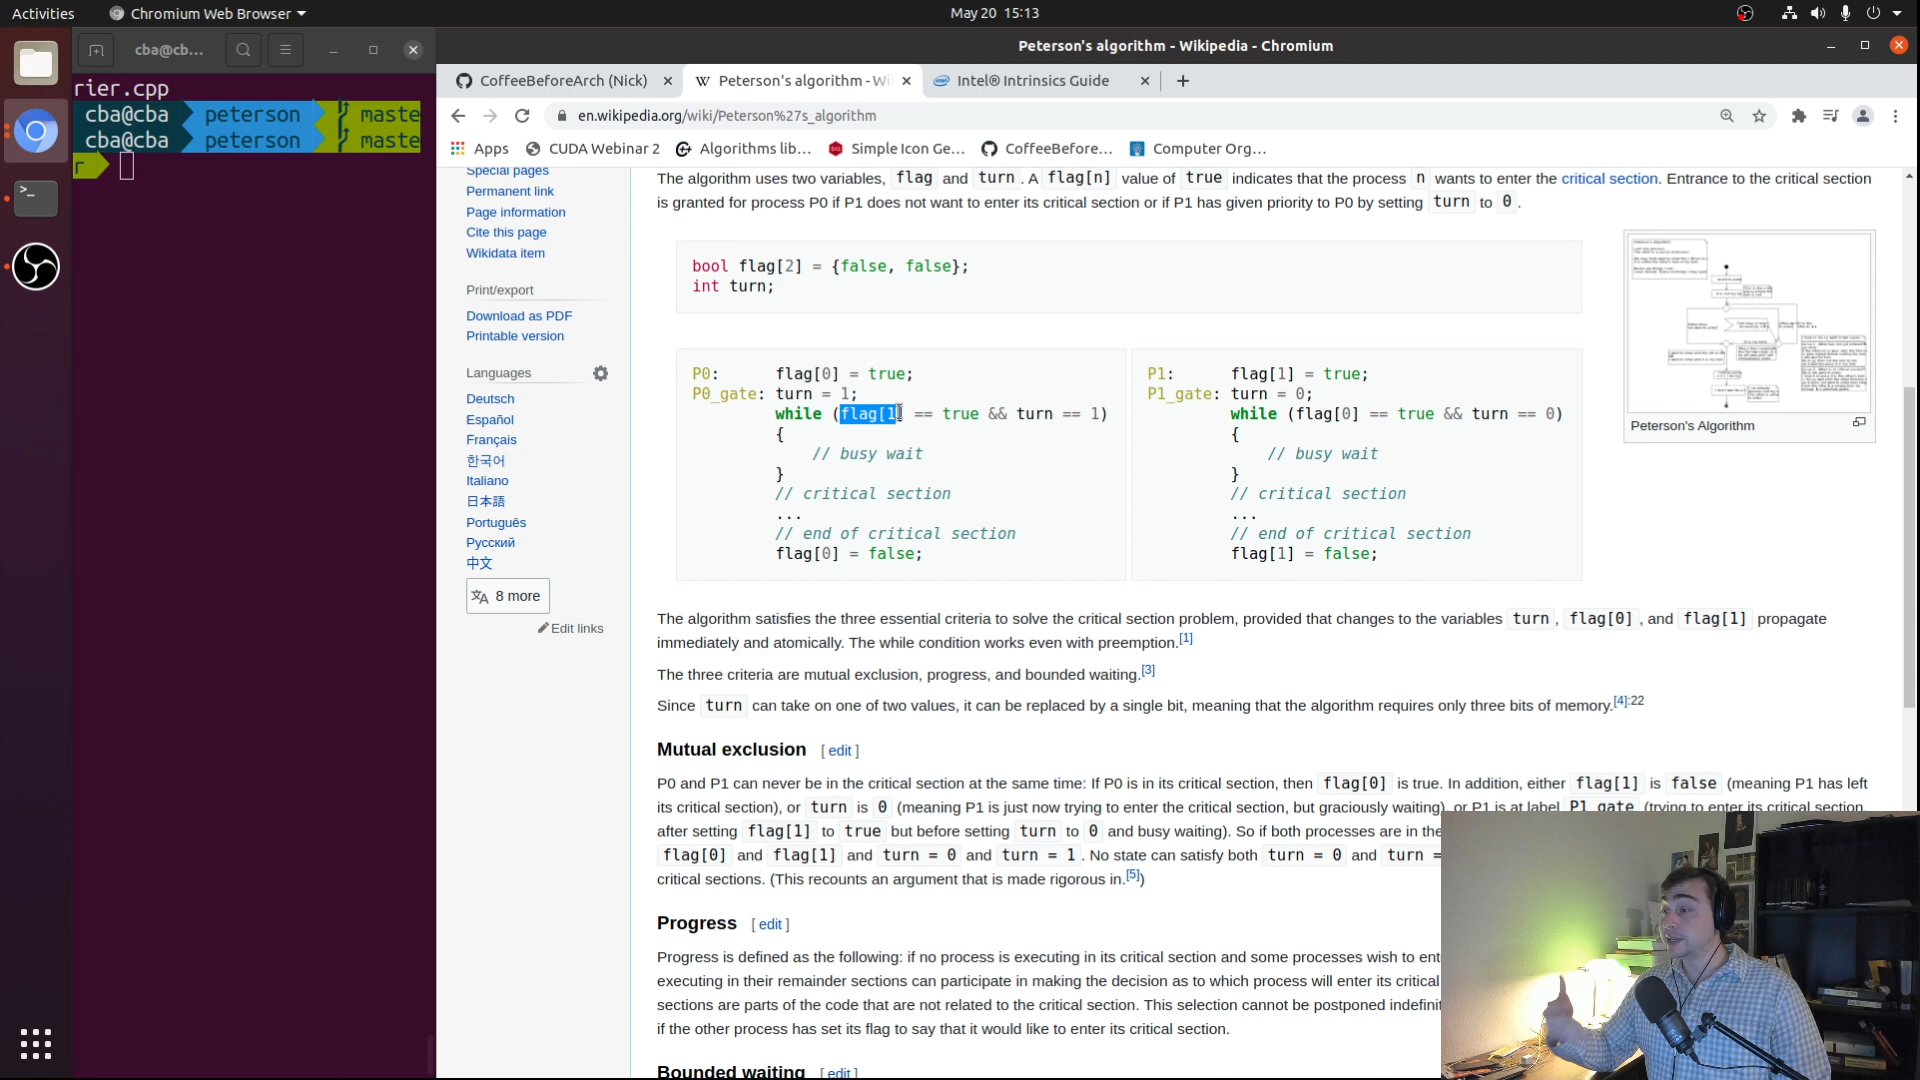 Activities
Chromium Web Browser
May 20 15:13
cba@cb...
Peterson's algorithm - Wikipedia - Chromium
rier.cpp
cba@cba peterson maste
cba@cba peterson maste
r
CoffeeBeforeArch (Nick)
Peterson's algorithm - Wi
Intel® Intrinsics Guide
en.wikipedia.org/wiki/Peterson%27s_algorithm
Apps
CUDA Webinar 2
Algorithms lib...
Simple Icon Ge...
CoffeeBefore...
Computer Org...
Special pages
Permanent link
Page information
Cite this page
Wikidata item
Print/export
Download as PDF
Printable version
Languages
Deutsch
Español
Français
한국어
Italiano
日本語
Português
Русский
中文
8 more
Edit links
The algorithm uses two variables, flag and turn. A flag[n] value of true indicates that the process n wants to enter the critical section. Entrance to the critical section
is granted for process P0 if P1 does not want to enter its critical section or if P1 has given priority to P0 by setting turn to 0.
bool flag[2] = {false, false};
int turn;
P0: flag[0] = true;
P0_gate: turn = 1;
while (flag[1 == true && turn == 1)
{
// busy wait
}
// critical section
...
// end of critical section
flag[0] = false;
P1: flag[1] = true;
P1_gate: turn = 0;
while (flag[0] == true && turn == 0)
{
// busy wait
}
// critical section
...
// end of critical section
flag[1] = false;
Peterson's Algorithm
The algorithm satisfies the three essential criteria to solve the critical section problem, provided that changes to the variables turn, flag[0], and flag[1] propagate
immediately and atomically. The while condition works even with preemption.[1]
The three criteria are mutual exclusion, progress, and bounded waiting.[3]
Since turn can take on one of two values, it can be replaced by a single bit, meaning that the algorithm requires only three bits of memory.[4]:22
Mutual exclusion [ edit ]
P0 and P1 can never be in the critical section at the same time: If P0 is in its critical section, then flag[0] is true. In addition, either flag[1] is false (meaning P1 has left
its critical section), or turn is 0 (meaning P1 is just now trying to enter the critical section, but graciously waiting), or P1 is at label P1_gate (trying to enter its critical section,
after setting flag[1] to true but before setting turn to 0 and busy waiting). So if both processes are in the
flag[0] and flag[1] and turn = 0 and turn = 1. No state can satisfy both turn = 0 and turn =
critical sections. (This recounts an argument that is made rigorous in.[5])
Progress [ edit ]
Progress is defined as the following: if no process is executing in its critical section and some processes wish to ent
executing in their remainder sections can participate in making the decision as to which process will enter its critical
sections are parts of the code that are not related to the critical section. This selection cannot be postponed indefinit
if the other process has set its flag to say that it would like to enter its critical section.
Bounded waiting [ edit ]